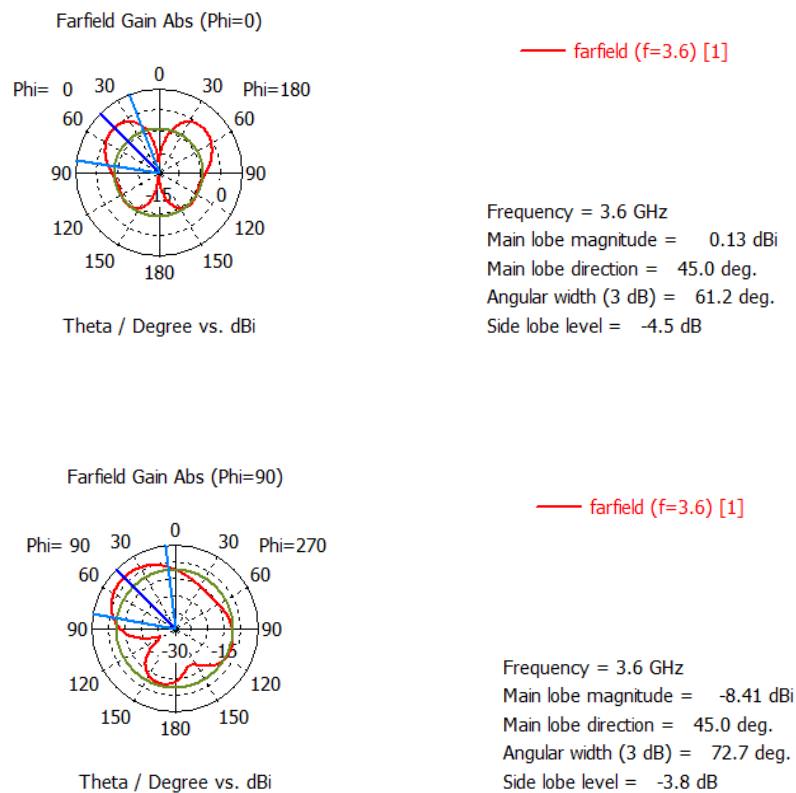 Farfield Gain Abs (Phi=0)
farfield (f=3.6) [1]
0
Phi= 0 30 30 Phi=180
60 60
90 90
-15 0
120 120
150 150
180
Theta / Degree vs. dBi
Frequency = 3.6 GHz
Main lobe magnitude = 0.13 dBi
Main lobe direction = 45.0 deg.
Angular width (3 dB) = 61.2 deg.
Side lobe level = -4.5 dB
Farfield Gain Abs (Phi=90)
farfield (f=3.6) [1]
0
Phi= 90 30 30 Phi=270
60 60
90 90
-30 -15
120 120
150 150
180
Theta / Degree vs. dBi
Frequency = 3.6 GHz
Main lobe magnitude = -8.41 dBi
Main lobe direction = 45.0 deg.
Angular width (3 dB) = 72.7 deg.
Side lobe level = -3.8 dB